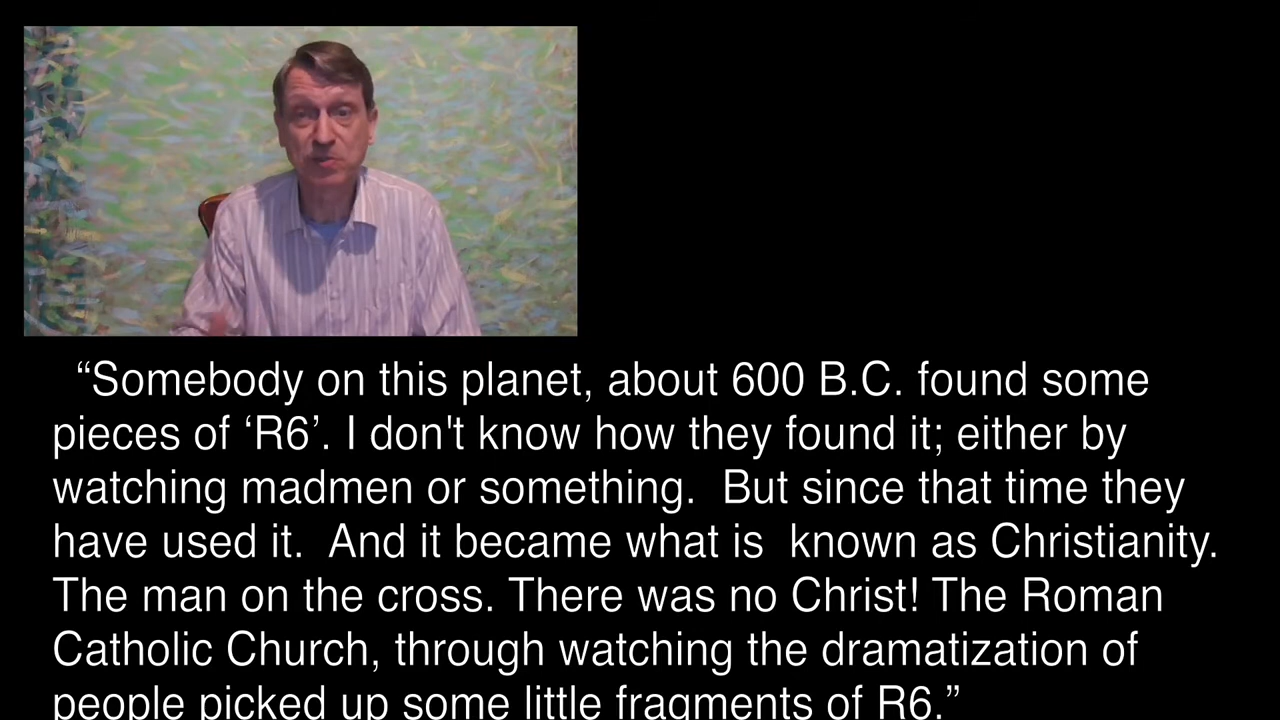 “Somebody on this planet, about 600 B.C. found some
pieces of ‘R6’. I don't know how they found it; either by
watching madmen or something.  But since that time they
have used it.  And it became what is  known as Christianity.
The man on the cross. There was no Christ! The Roman
Catholic Church, through watching the dramatization of
people picked up some little fragments of R6.”